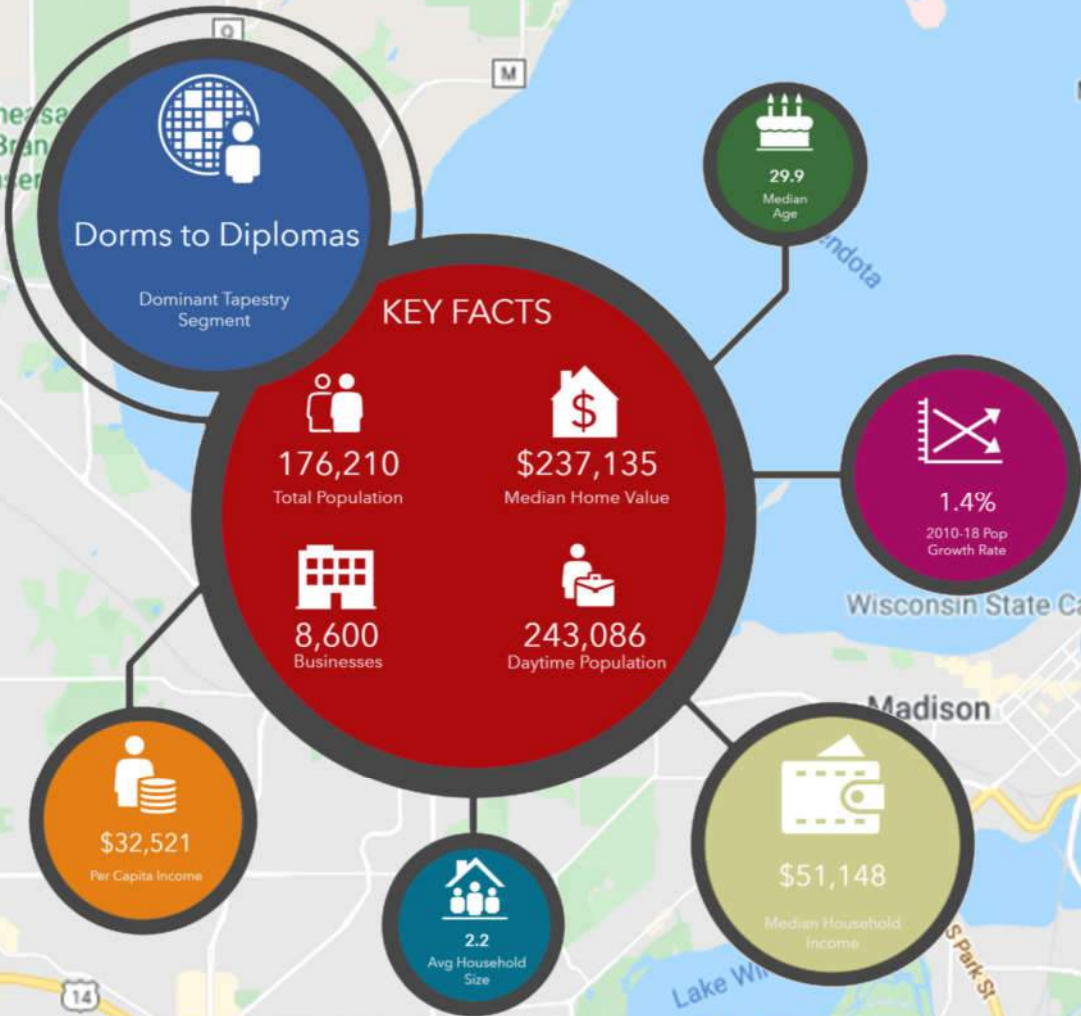 Q
M
Dorms to Diplomas
Dominant Tapestry
Segment
KEY FACTS
176,210
Total Population
$237,135
Median Home Value
8,600
Businesses
243,086
Daytime Population
29.9
Median
Age
1.4%
2010-18 Pop
Growth Rate
Wisconsin State Ca
Madison
$32,521
Per Capita Income
2.2
Avg Household
Size
$51,148
Median Household
Income
14
Lake Wi
S Park St